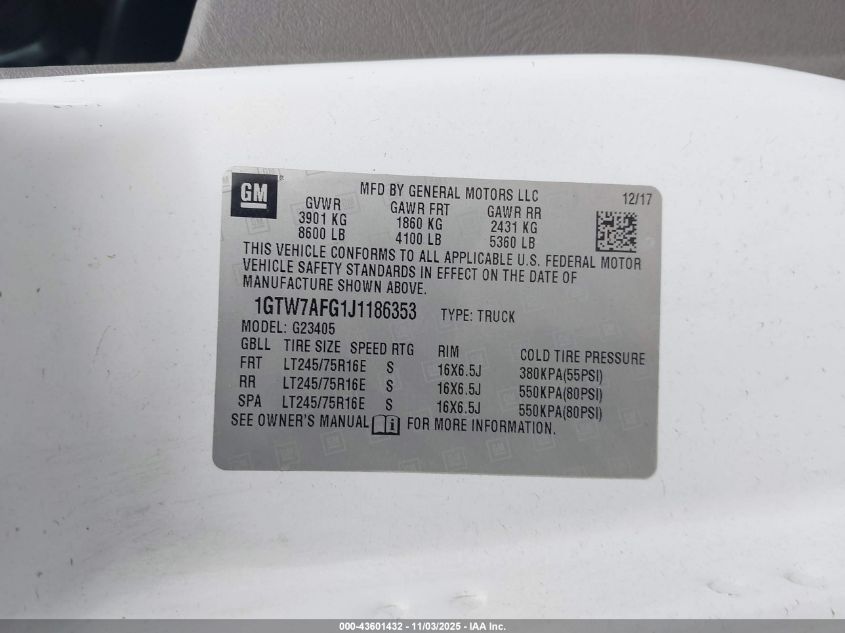 GM
MFD BY GENERAL MOTORS LLC 12/17
GVWR GAWR FRT GAWR RR
3901 KG 1860 KG 2431 KG
8600 LB 4100 LB 5360 LB
THIS VEHICLE CONFORMS TO ALL APPLICABLE U.S. FEDERAL MOTOR
VEHICLE SAFETY STANDARDS IN EFFECT ON THE DATE OF
MANUFACTURE SHOWN ABOVE.
1GTW7AFG1J1186353 TYPE: TRUCK
MODEL: G23405
GBLL TIRE SIZE SPEED RTG RIM COLD TIRE PRESSURE
FRT LT245/75R16E S 16X6.5J 380KPA(55PSI)
RR LT245/75R16E S 16X6.5J 550KPA(80PSI)
SPA LT245/75R16E S 16X6.5J 550KPA(80PSI)
SEE OWNER'S MANUAL i FOR MORE INFORMATION.
000-43601432 - 11/03/2025 - IAA Inc.